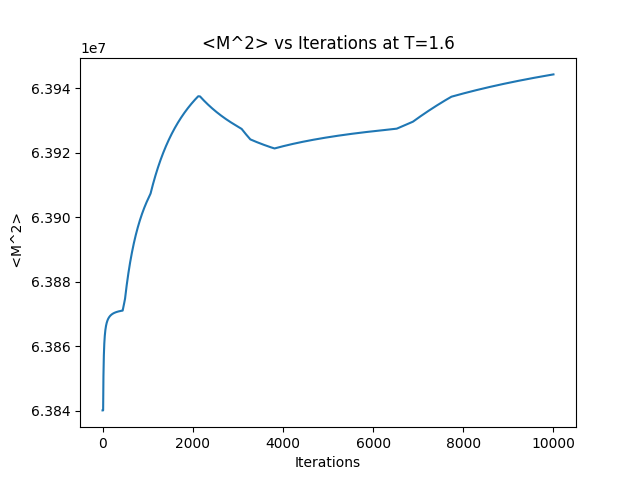 <M^2> vs Iterations at T=1.6
1e7
6.394
6.392
6.390
6.388
6.386
6.384
<M^2>
0 2000 4000 6000 8000 10000
Iterations